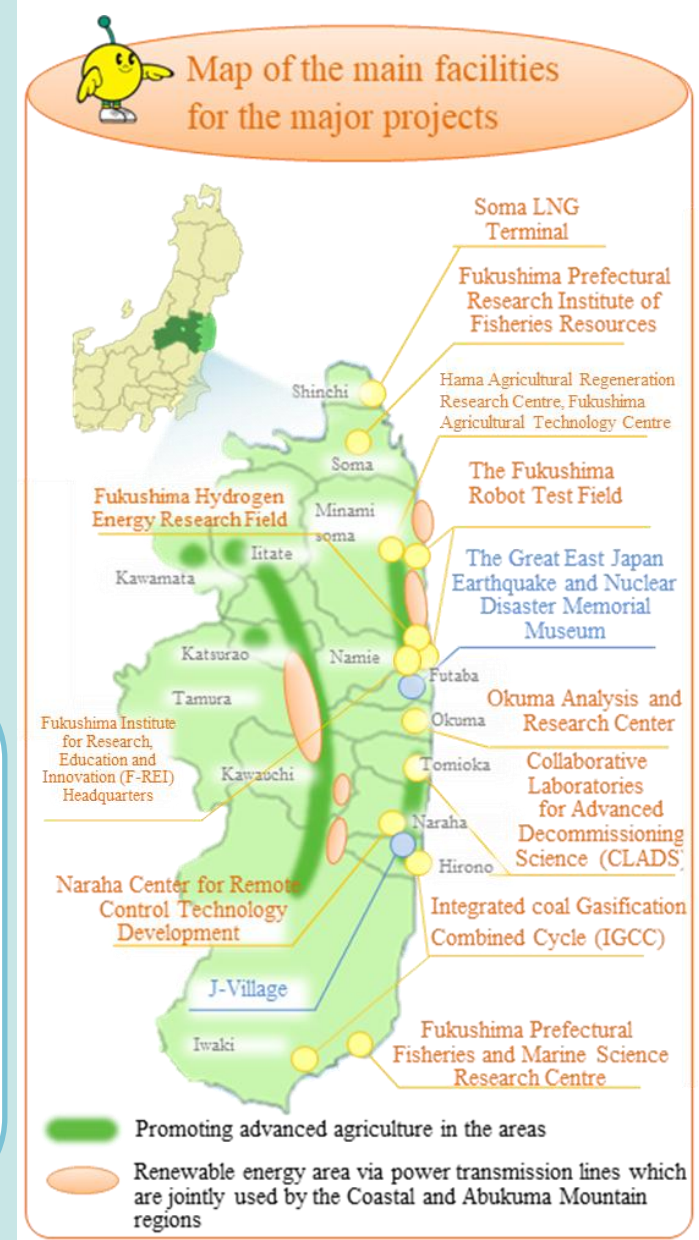 Map of the main facilities
for the major projects
Soma LNG
Terminal
Fukushima Prefectural
Research Institute of
Fisheries Resources
Shinchi
Hama Agricultural Regeneration
Research Centre, Fukushima
Agricultural Technology Centre
Soma
The Fukushima
Robot Test Field
Fukushima Hydrogen
Energy Research Field
Minami
soma
Iitate
Kawamata
The Great East Japan
Earthquake and Nuclear
Disaster Memorial
Museum
Katsurao
Namie
Futaba
Tamura
Okuma Analysis and
Research Center
Okuma
Fukushima Institute
for Research,
Education and
Innovation (F-REI)
Headquarters
Kawauchi
Tomioka
Collaborative
Laboratories
for Advanced
Decommissioning
Science (CLADS)
Naraha
Hirono
Naraha Center for Remote
Control Technology
Development
Integrated coal Gasification
Combined Cycle (IGCC)
J-Village
Iwaki
Fukushima Prefectural
Fisheries and Marine Science
Research Centre
Promoting advanced agriculture in the areas
Renewable energy area via power transmission lines which
are jointly used by the Coastal and Abukuma Mountain
regions